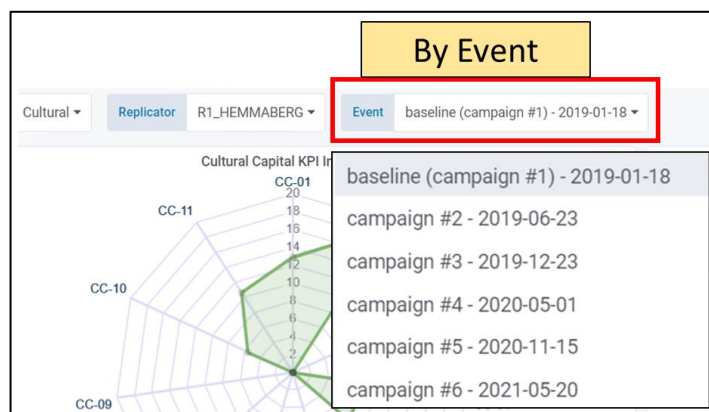 By Event
Cultural Replicator R1_HEMMABERG Event baseline (campaign #1) - 2019-01-18
Cultural Capital KPI In
CC-01
20
18
16
14
12
10
8
6
4
2
CC-11
CC-10
CC-09
baseline (campaign #1) - 2019-01-18
campaign #2 - 2019-06-23
campaign #3 - 2019-12-23
campaign #4 - 2020-05-01
campaign #5 - 2020-11-15
campaign #6 - 2021-05-20